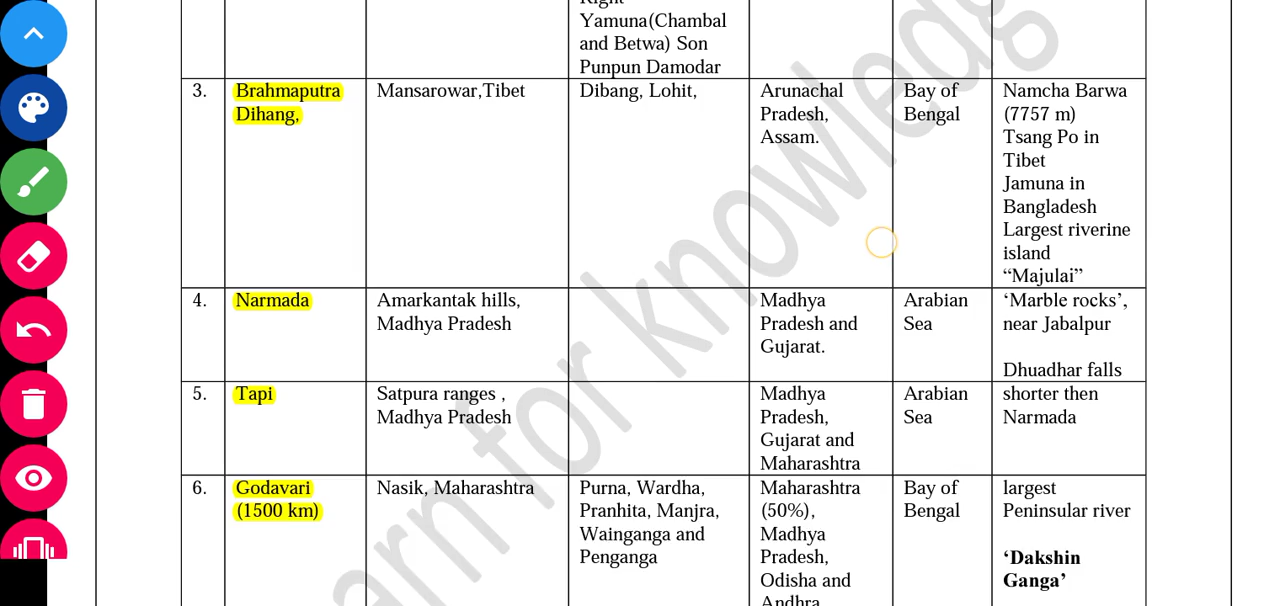 Right
Yamuna(Chambal
and Betwa) Son
Punpun Damodar
3.
Brahmaputra
Dihang,
Mansarowar,Tibet
Dibang, Lohit,
Arunachal
Pradesh,
Assam.
Bay of
Bengal
Namcha Barwa
(7757 m)
Tsang Po in
Tibet
Jamuna in
Bangladesh
Largest riverine
island
“Majulai”
4.
Narmada
Amarkantak hills,
Madhya Pradesh
Madhya
Pradesh and
Gujarat.
Arabian
Sea
‘Marble rocks’,
near Jabalpur
Dhuadhar falls
5.
Tapi
Satpura ranges ,
Madhya Pradesh
Madhya
Pradesh,
Gujarat and
Maharashtra
Arabian
Sea
shorter then
Narmada
6.
Godavari
(1500 km)
Nasik, Maharashtra
Purna, Wardha,
Pranhita, Manjra,
Wainganga and
Penganga
Maharashtra
(50%),
Madhya
Pradesh,
Odisha and
Andhra
Bay of
Bengal
largest
Peninsular river
‘Dakshin
Ganga’
arn for knowledg